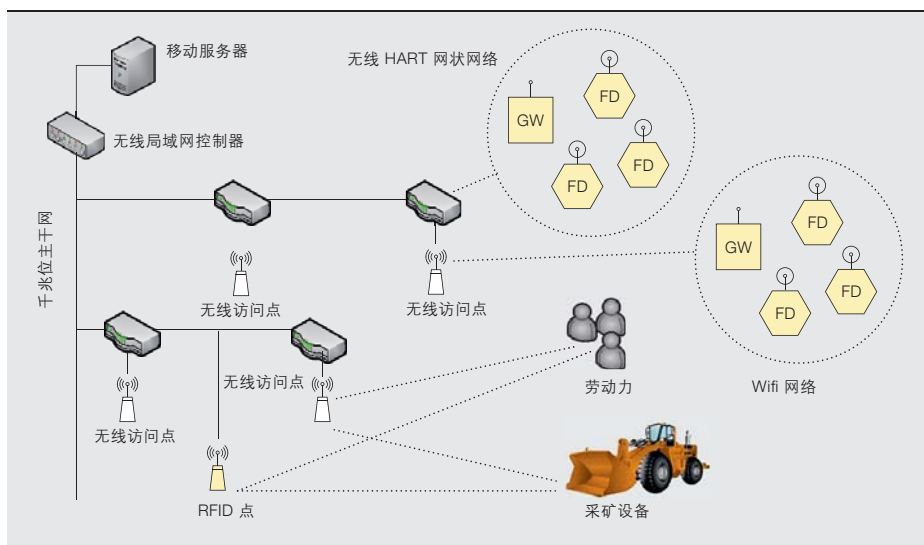 移动服务器
无线 HART 网状网络
无线局域网控制器
GW
FD
FD
FD
千兆位主干网
GW
FD
FD
FD
无线访问点
无线访问点
无线访问点
无线访问点
劳动力
Wifi 网络
RFID 点
采矿设备